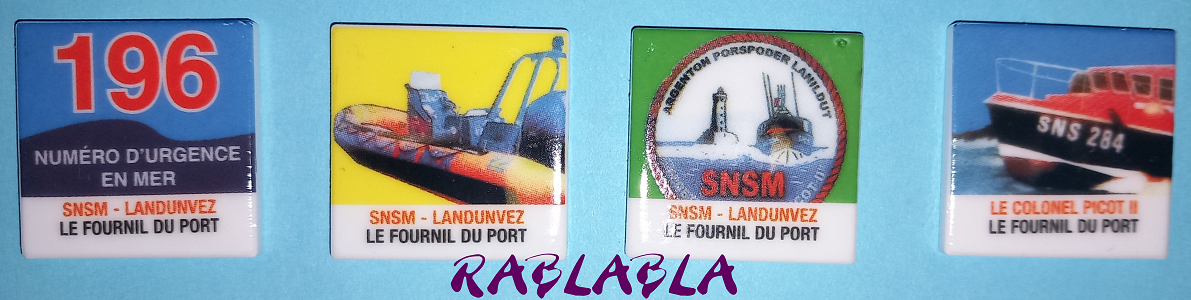 196
NUMÉRO D'URGENCE
EN MER
SNSM - LANDUNVEZ
LE FOURNIL DU PORT
SNSM - LANDUNVEZ
LE FOURNIL DU PORT
ARGENTON PORSPODER LANILDUT
SNSM
SNSM - LANDUNVEZ
LE FOURNIL DU PORT
SNS 284
LE COLONEL PICOT II
LE FOURNIL DU PORT
RABLABLA